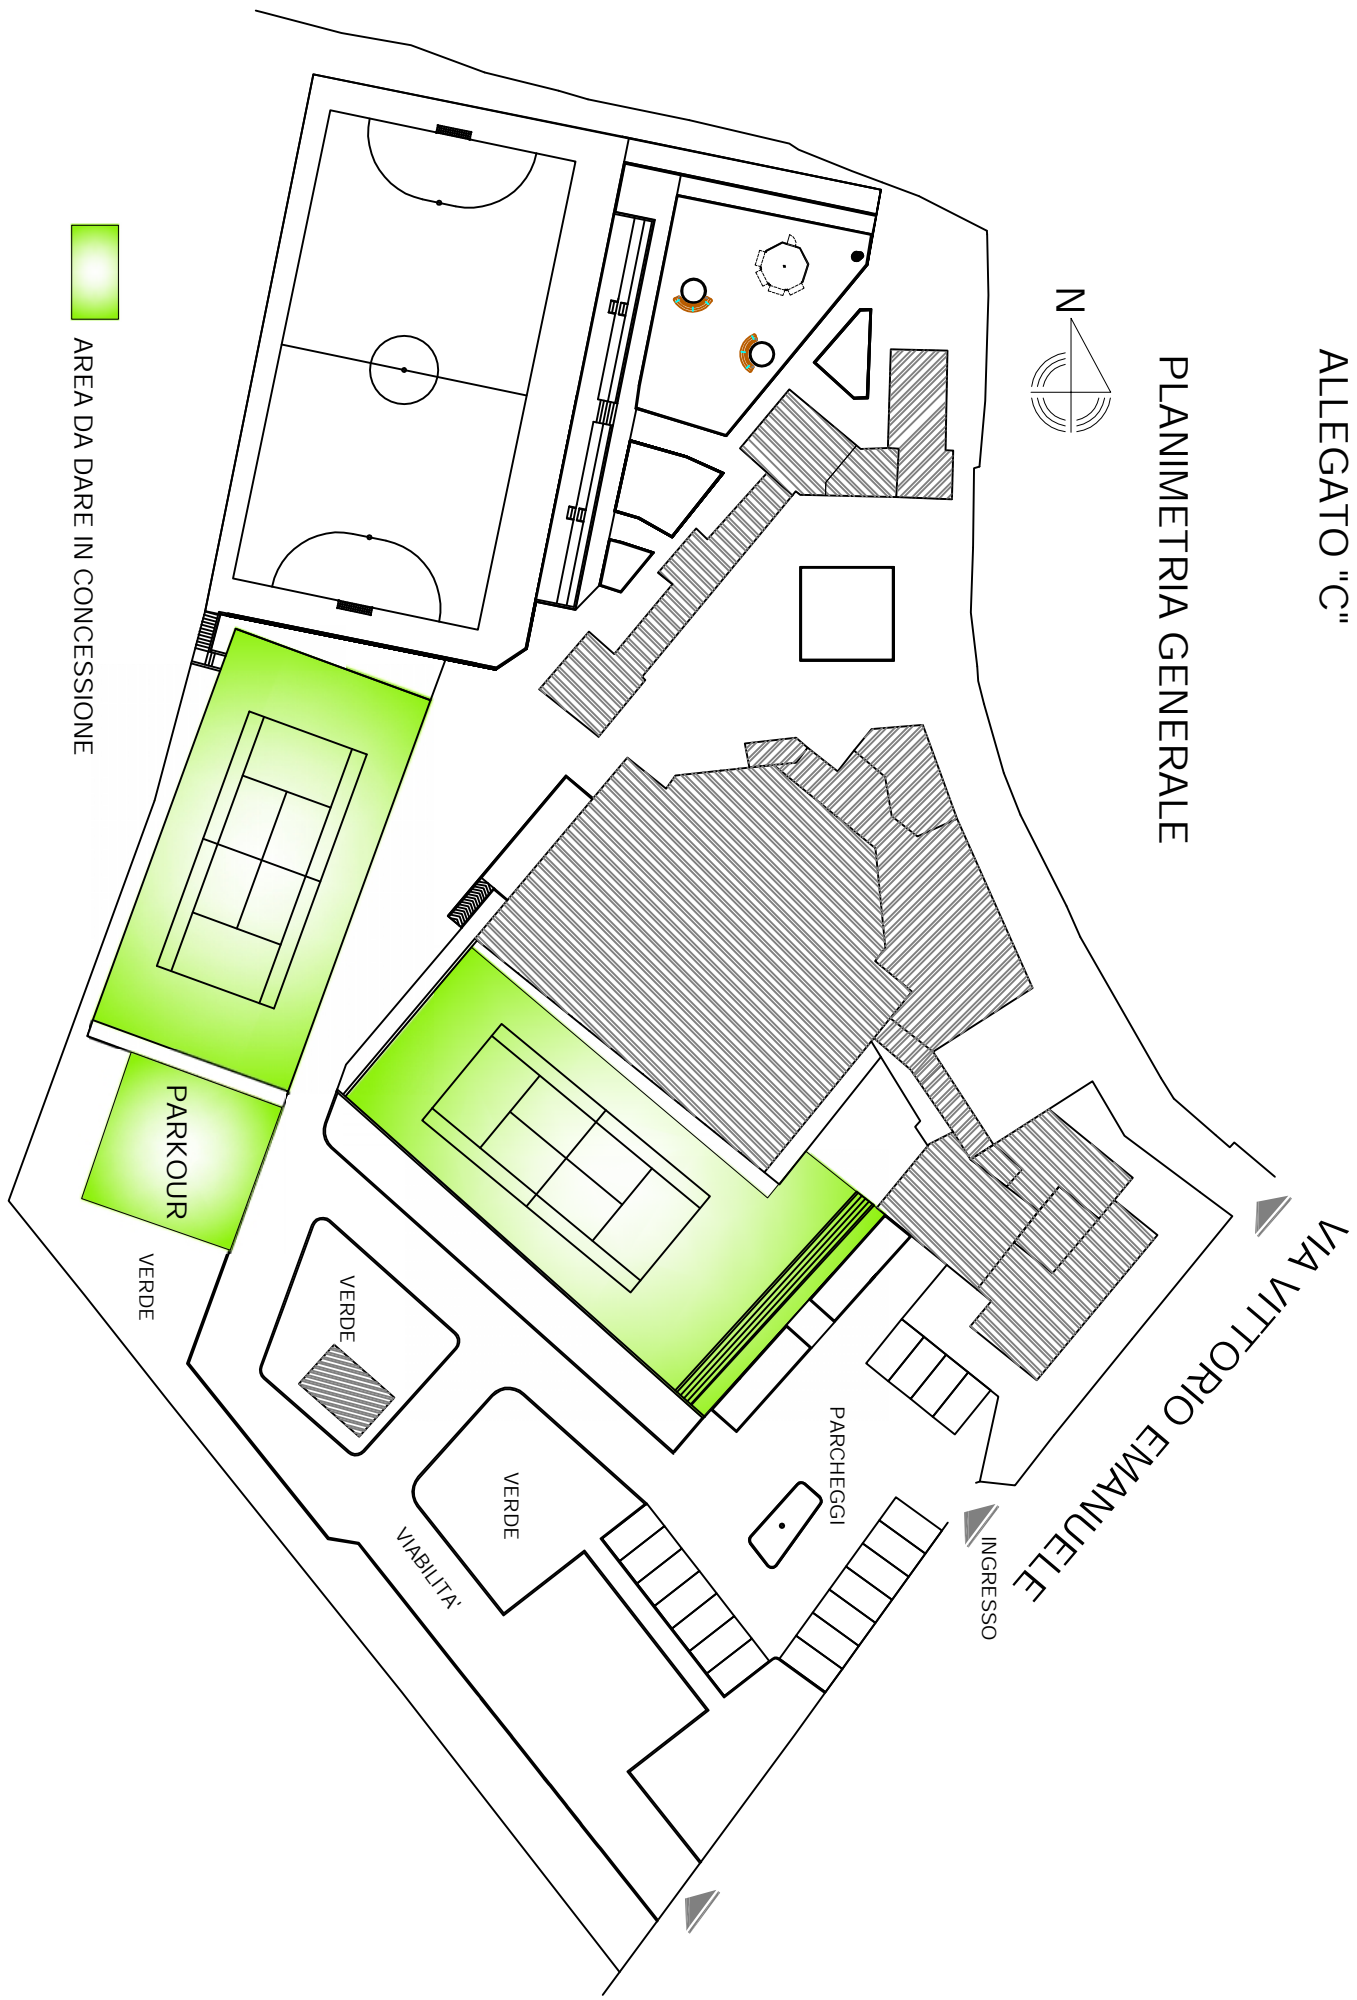 ALLEGATO "C"
PLANIMETRIA GENERALE
N
VIA VITTORIO EMANUELE
INGRESSO
PARCHEGGI
VERDE
VIABILITA'
VERDE
PARKOUR
VERDE
AREA DA DARE IN CONCESSIONE